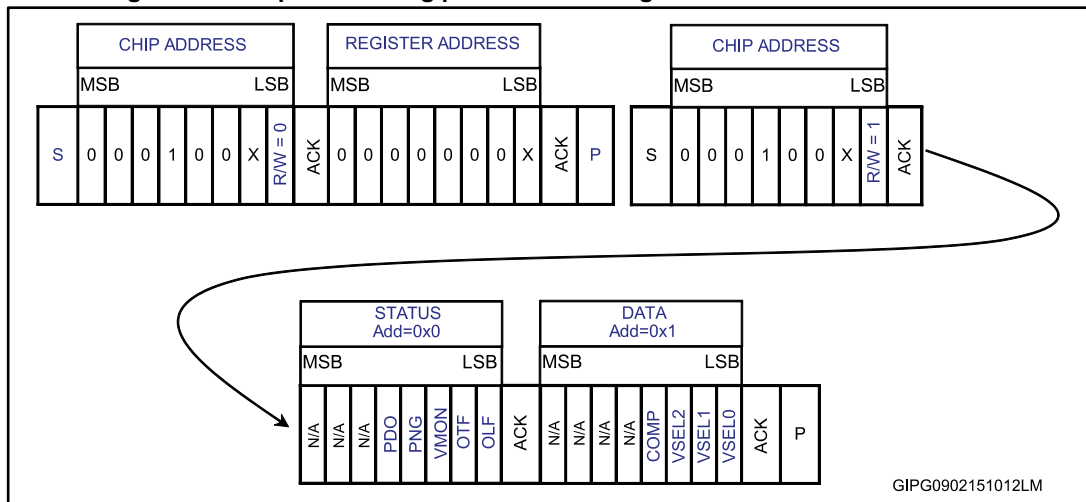 CHIP ADDRESS REGISTER ADDRESS CHIP ADDRESS
MSB LSB MSB LSB MSB LSB
S 0 0 0 1 0 0 X R/W = 0 ACK 0 0 0 0 0 0 0 X ACK P S 0 0 0 1 0 0 X R/W = 1 ACK
STATUS DATA
Add=0x0 Add=0x1
MSB LSB MSB LSB
N/A N/A N/A PDO PNG VMON OTF OLF ACK N/A N/A N/A N/A COMP VSEL2 VSEL1 VSEL0 ACK P
GIPG0902151012LM